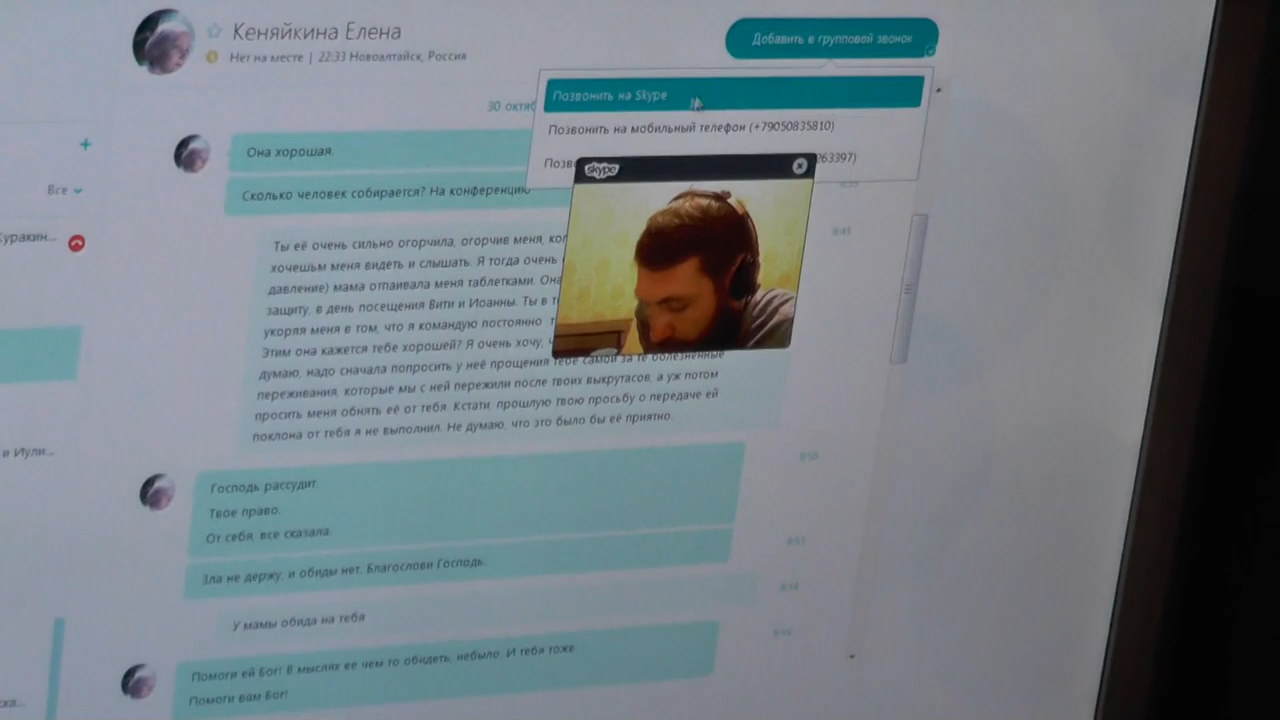 Кеняйкина Елена
Нет на месте | 22:33 Новоалтайск, Россия
Добавить в групповой звонок
Позвонить на Skype
Позвонить на мобильный телефон (+79050835810)
263397)
30
Она хорошая.
Сколько человек собирается? На конференцию
skype
Все
Ты её очень сильно огорчила, огорчив меня,
хочешьм меня видеть и слышать. Я тогда очень
давление) мама отпаивала меня таблетками.
защиту, в день посещения Вити и Иоанны. Ты в
укоряя меня в том, что я командую постоянно
Этим она кажется тебе хорошей? Я очень хочу,
думаю, надо сначала попросить у неё прощения тебе самой за те болезненные
переживания, которые мы с ней пережили после твоих выкрутасов, а уж потом
просить меня обнять её от тебя. Кстати, прошлую твою просьбу о передаче ей
поклона от тебя я не выполнил. Не думаю, что это было бы её приятно.
и Иули...
Господь рассудит.
Твое право.
От себя, все сказала.
Зла не держу, и обиды нет. Благослови Господь.
У мамы обида на тебя
Помоги ей Бог! В мыслях ее чем то обидеть, небыло. И тебя тоже.
Помоги вам Бог!